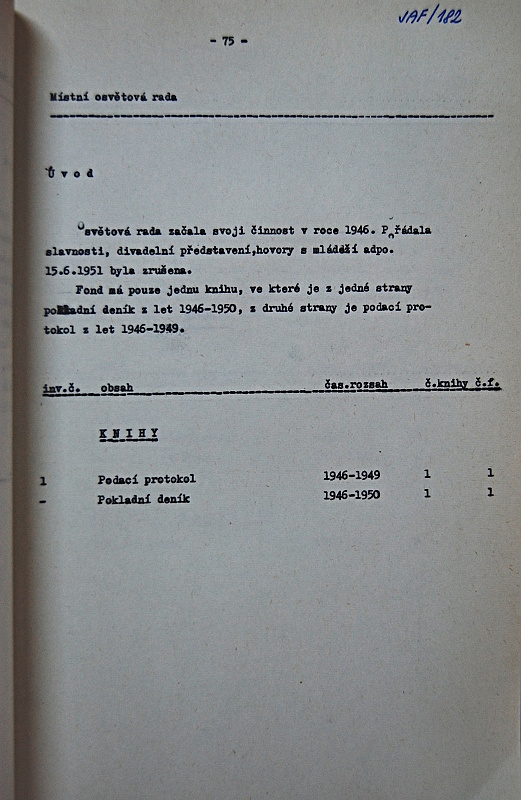 JAF/182
- 75 -
Místní osvětová rada
Ú v o d
Osvětová rada začala svoji činnost v roce 1946. Pořádala
slavnosti, divadelní představení,hovory s mládéží adpo.
15.6.1951 byla zrušena.
Fond má pouze jednu knihu, ve které je z jedné strany
pokladní deník z let 1946-1950, z druhé strany je podací pro-
tokol z let 1946-1949.
inv.č. obsah čas.rozsah č.knihy č.f.
K N I H Y
1 Podací protokol 1946-1949 1 1
- Pokladní deník 1946-1950 1 1